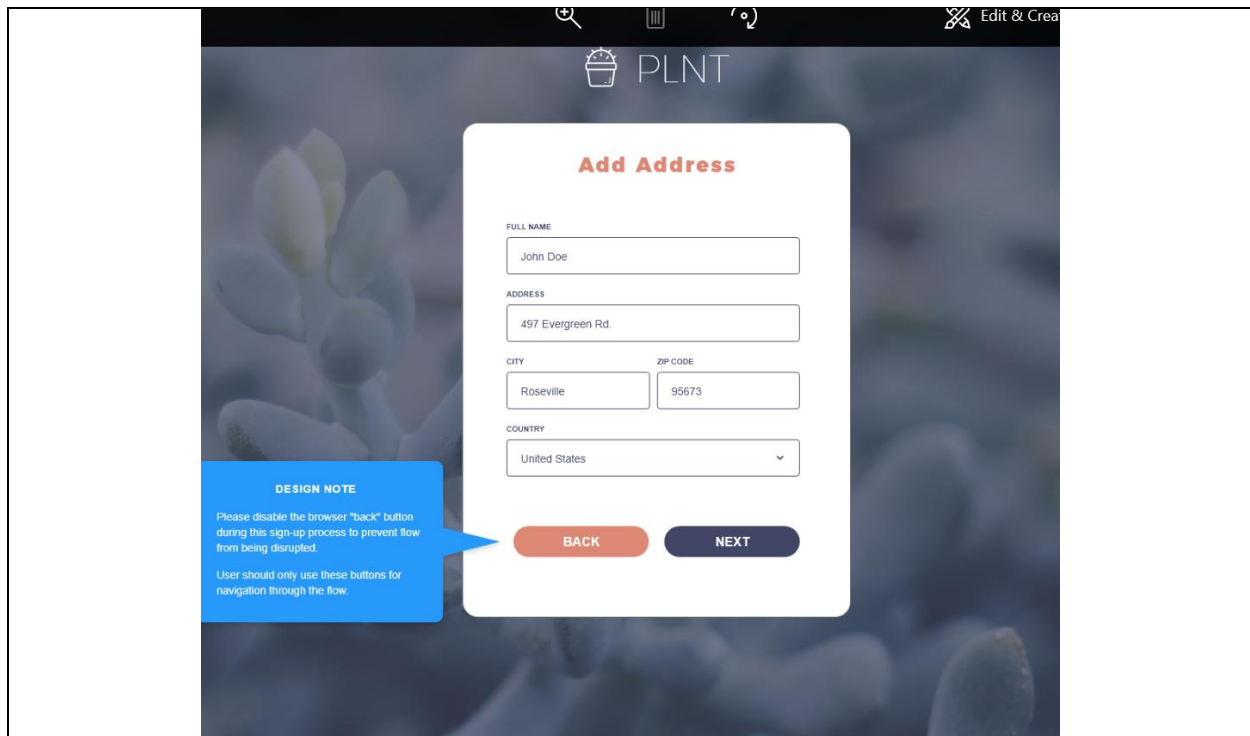 Edit & Crea
PLNT
Add Address
FULL NAME
John Doe
ADDRESS
497 Evergreen Rd.
CITY
ZIP CODE
Roseville
95673
COUNTRY
United States
DESIGN NOTE
Please disable the browser "back" button
during this sign-up process to prevent flow
from being disrupted.
User should only use these buttons for
navigation through the flow.
BACK
NEXT